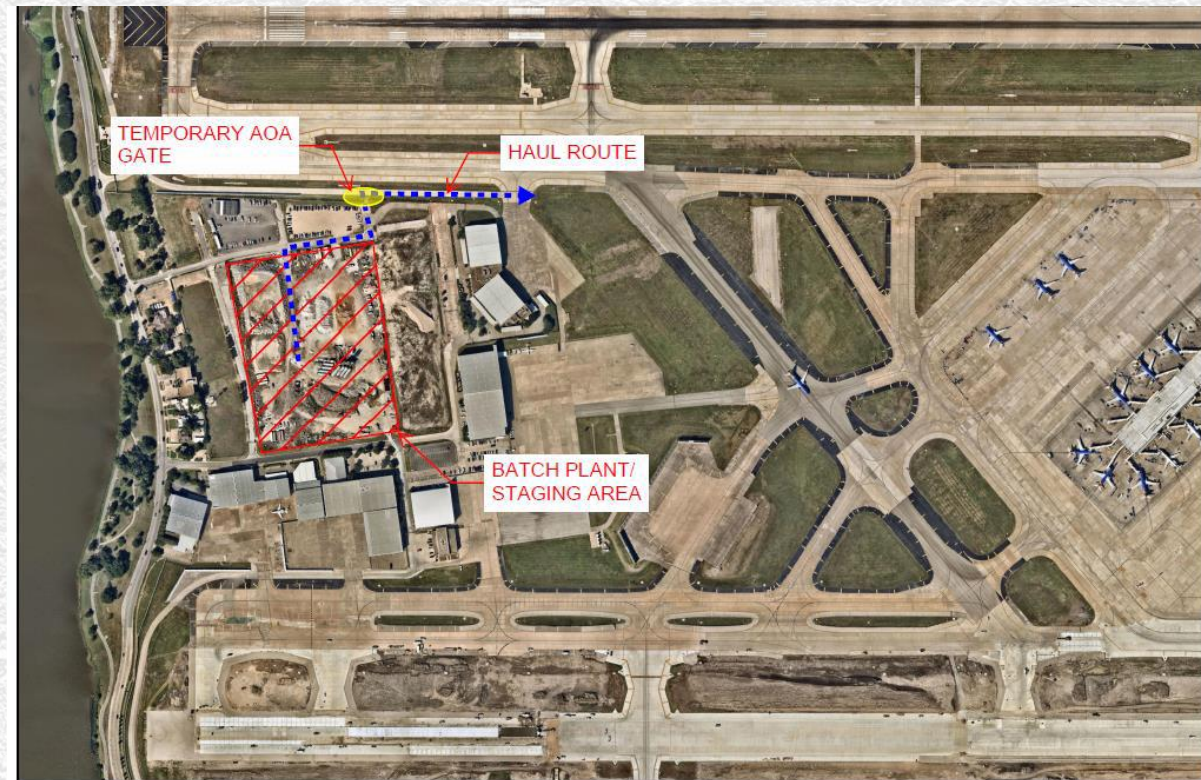 TEMPORARY AOA
GATE
HAUL ROUTE
BATCH PLANT/
STAGING AREA